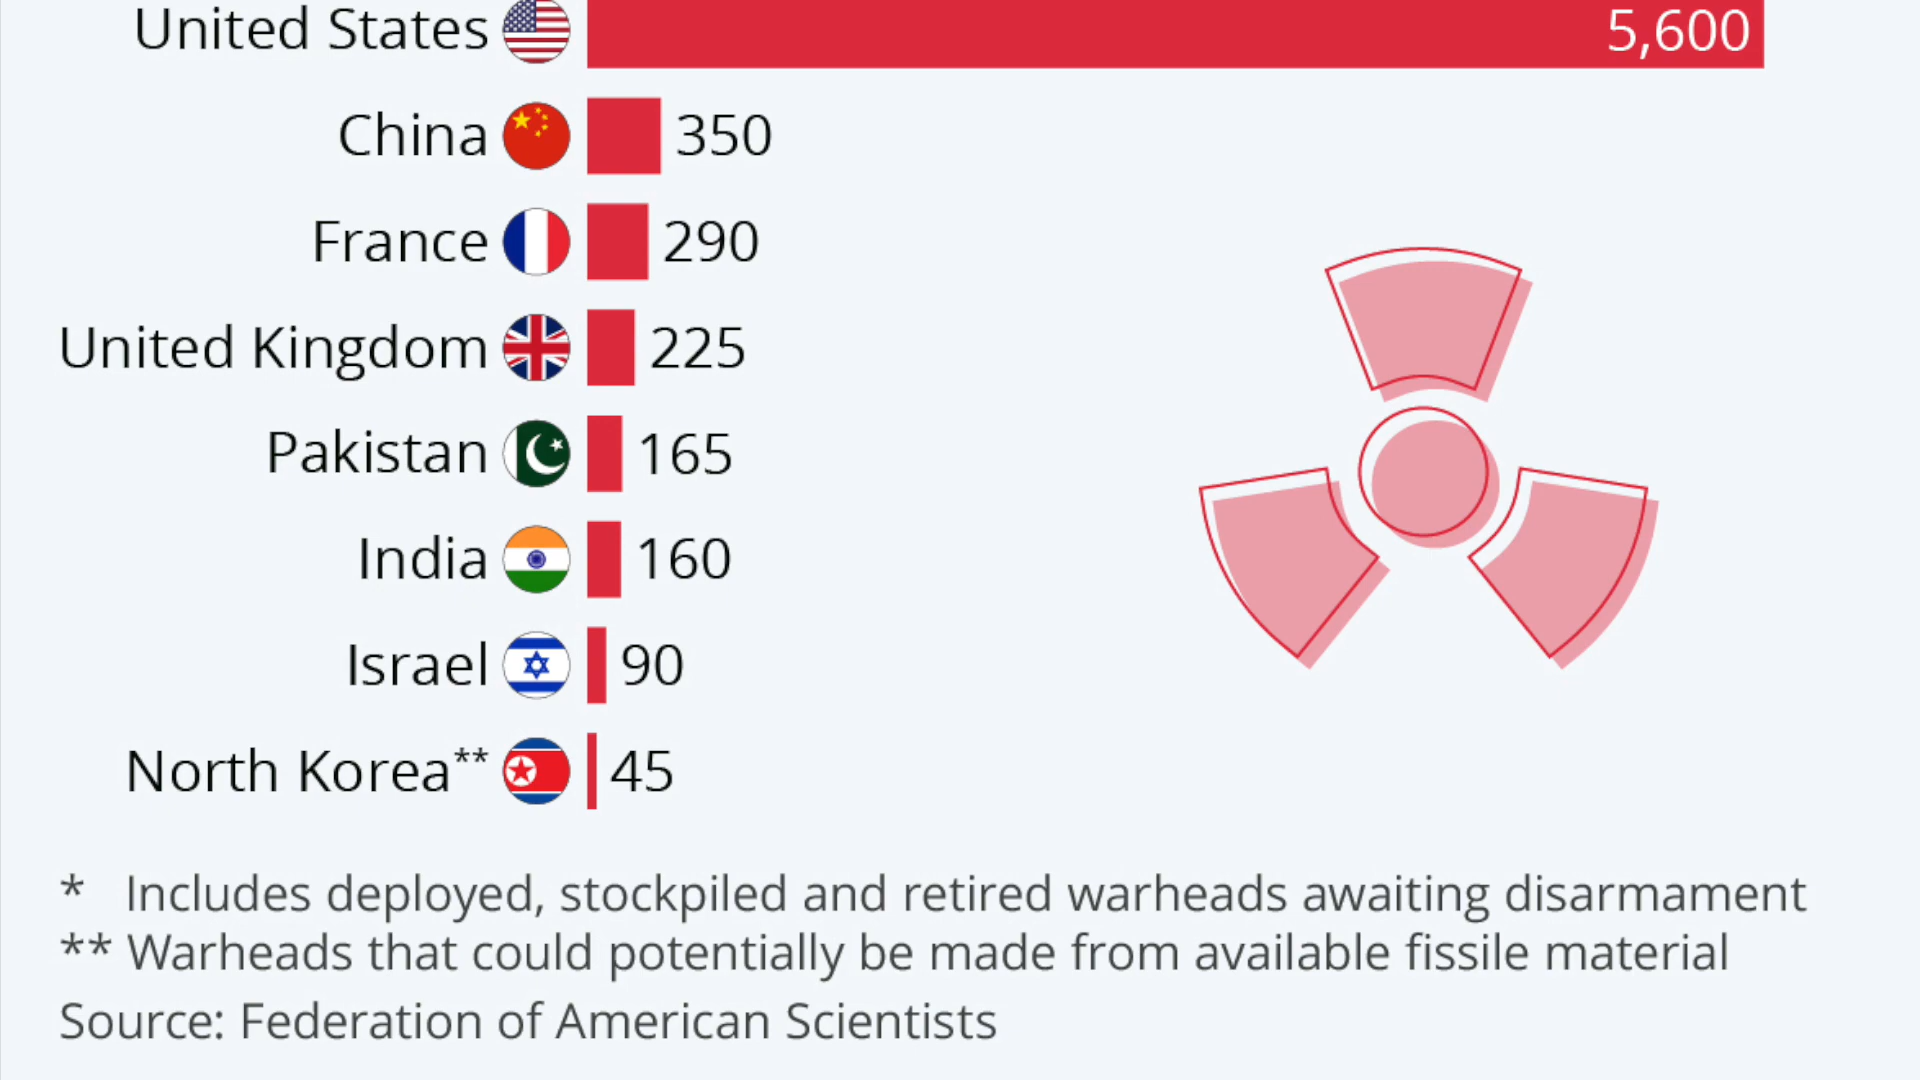 United States 5,600
China 350
France 290
United Kingdom 225
Pakistan 165
India 160
Israel 90
North Korea** 45
* Includes deployed, stockpiled and retired warheads awaiting disarmament
** Warheads that could potentially be made from available fissile material
Source: Federation of American Scientists